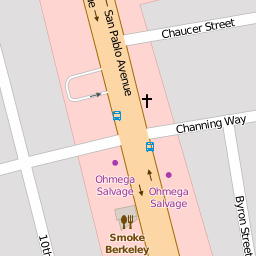 San Pablo Avenue
Chaucer Street
Channing Way
Ohmega
Salvage
Ohmega
Salvage
Byron Street
10th
Smoke
Berkeley